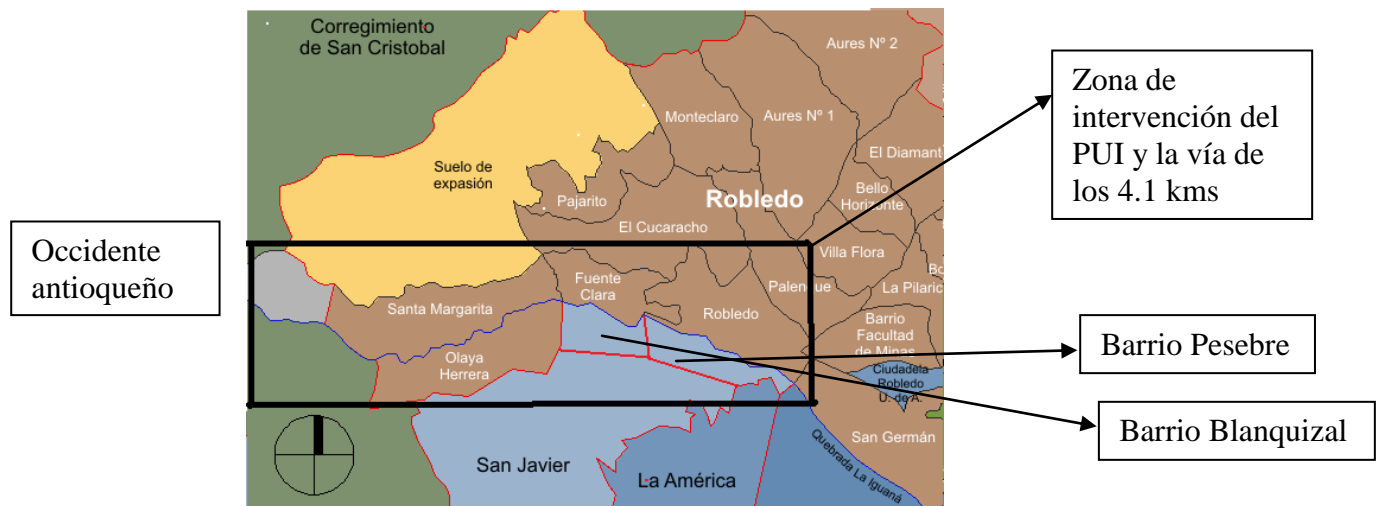 Corregimiento
de San Cristobal
Aures Nº 2
Monteclaro
Aures Nº 1
El Diamant
Suelo de
expasión
Pajarito
Robledo
Bello
Horizonte
El Cucaracho
Villa Flora
Fuente
Clara
Palenque
La Pilaric
Bo
Santa Margarita
Robledo
Barrio
Facultad
de Minas
Olaya
Herrera
Ciudadela
Robledo
U. de A.
San Germán
Quebrada La Iguaná
San Javier
La América
Occidente
antioqueño
Zona de
intervención del
PUI y la vía de
los 4.1 kms
Barrio Pesebre
Barrio Blanquizal